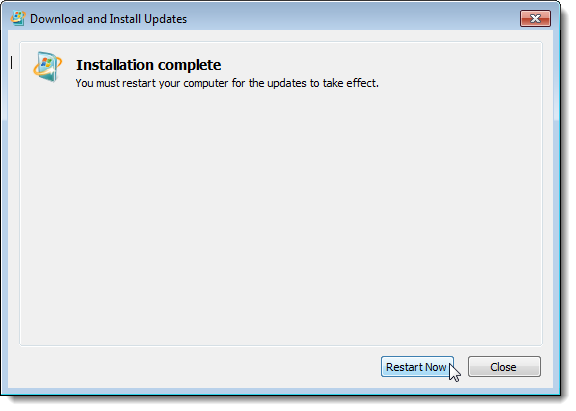 Download and Install Updates
Installation complete
You must restart your computer for the updates to take effect.
Restart Now
Close